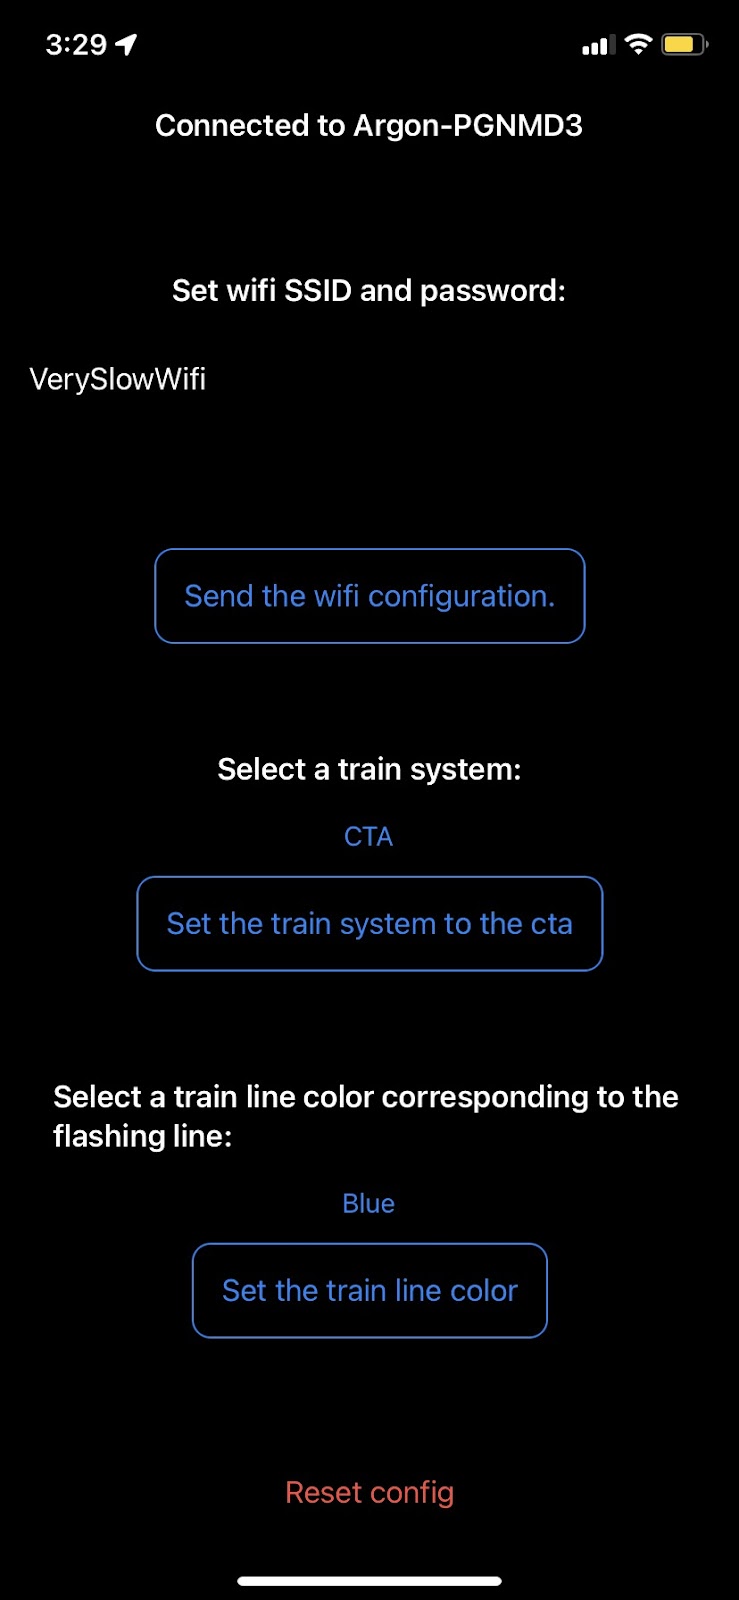 3:29
Connected to Argon-PGNMD3
Set wifi SSID and password:
VerySlowWifi
Send the wifi configuration.
Select a train system:
CTA
Set the train system to the cta
Select a train line color corresponding to the
flashing line:
Blue
Set the train line color
Reset config